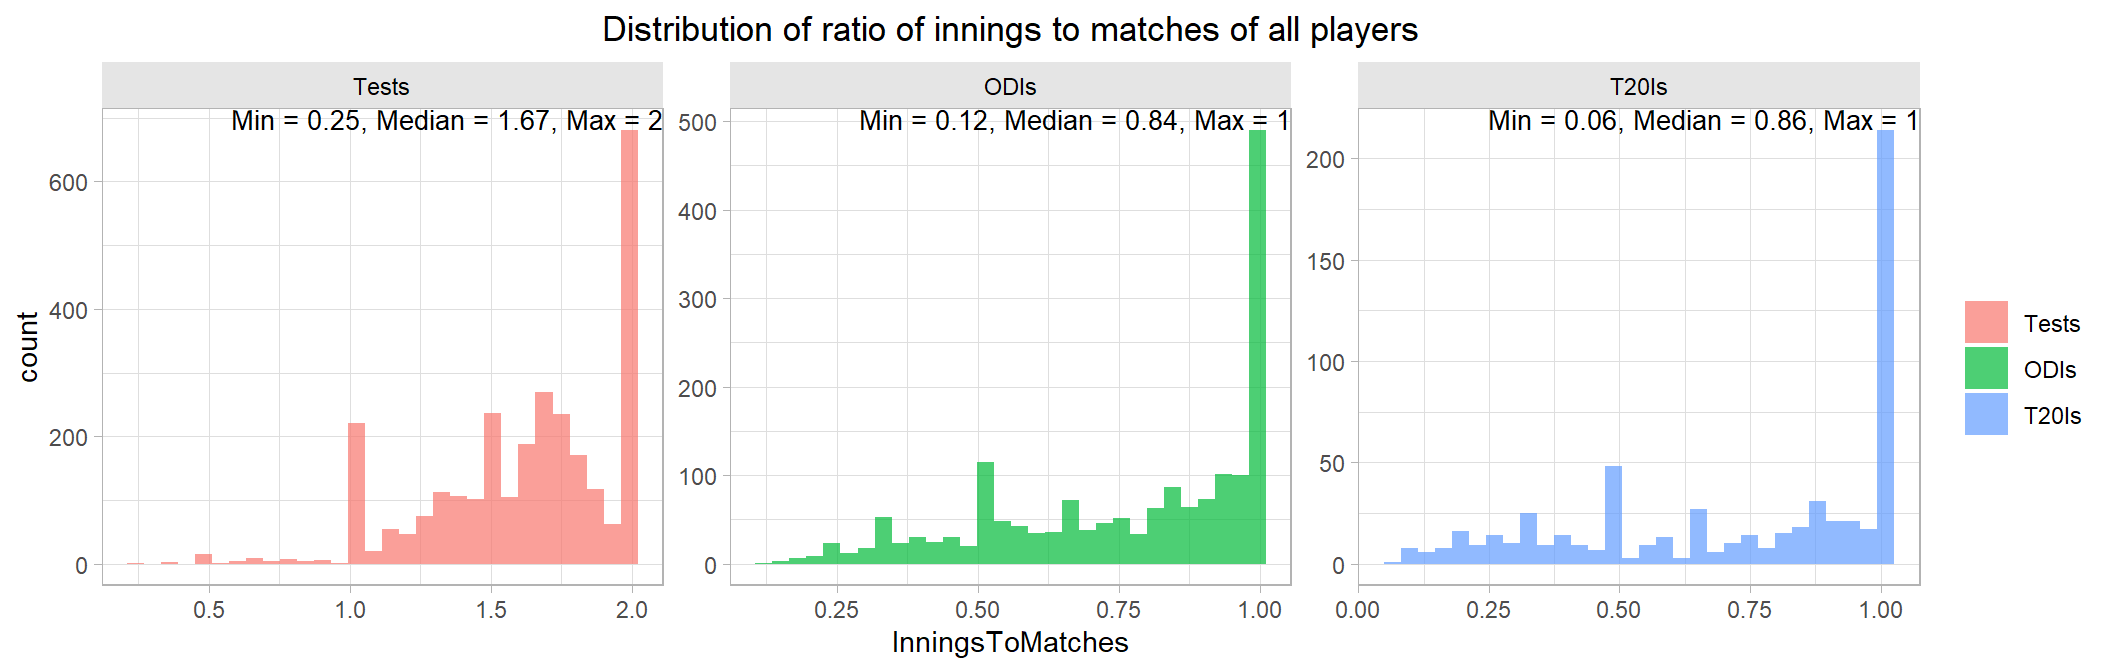 Distribution of ratio of innings to matches of all players
Tests
ODIs
T20Is
Min = 0.25, Median = 1.67, Max = 2
Min = 0.12, Median = 0.84, Max = 1
Min = 0.06, Median = 0.86, Max = 1
count
600
400
200
0
0.5
1.0
1.5
2.0
500
400
300
200
100
0
0.25
0.50
0.75
1.00
200
150
100
50
0
0.00
0.25
0.50
0.75
1.00
InningsToMatches
Tests
ODIs
T20Is